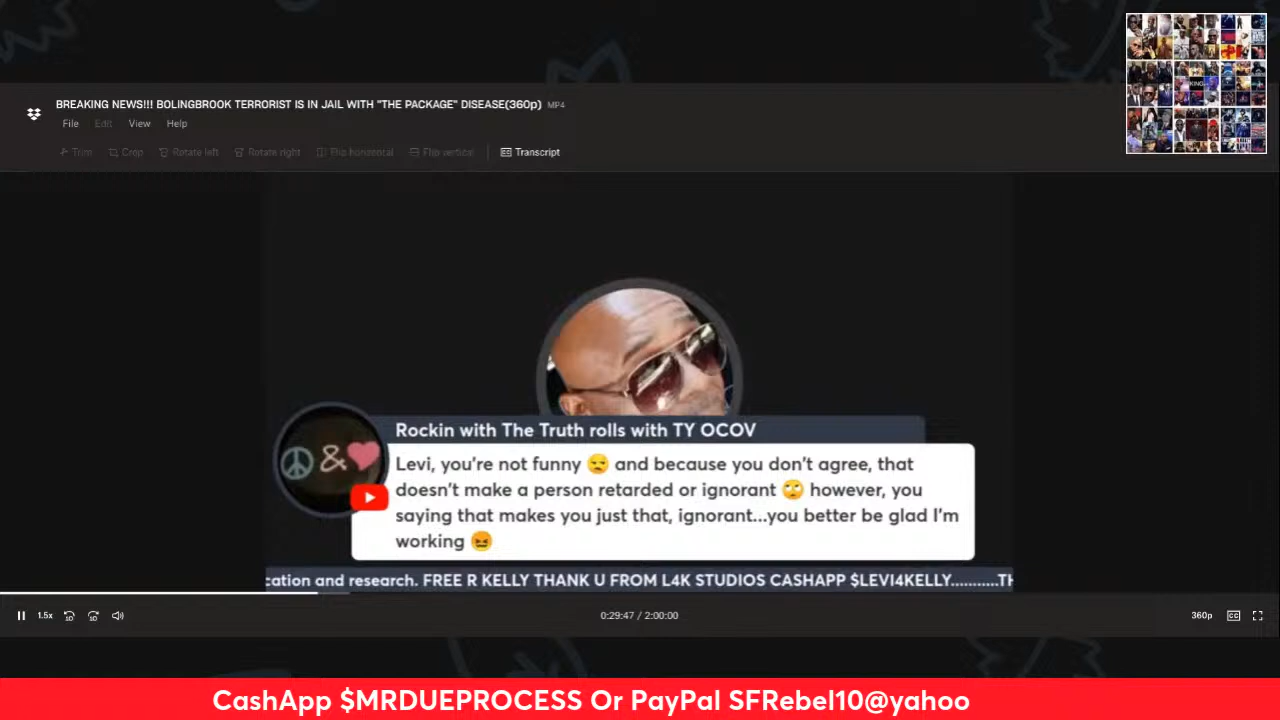 BREAKING NEWS!!! BOLINGBROOK TERRORIST IS IN JAIL WITH "THE PACKAGE" DISEASE(360p) MP4
File Edit View Help
Trim Crop Rotate left Rotate right Flip horizontal Flip vertical Transcript
Rockin with The Truth rolls with TY OCOV
Levi, you're not funny 😒 and because you don't agree, that
doesn't make a person retarded or ignorant 🙄 however, you
saying that makes you just that, ignorant...you better be glad I'm
working 😖
cation and research. FREE R KELLY THANK U FROM L4K STUDIOS CASHAPP $LEVI4KELLY...........TH
1.5x 10 10 0:29:47 / 2:00:00 360p CC
CashApp $MRDUEPROCESS Or PayPal SFRebel10@yahoo